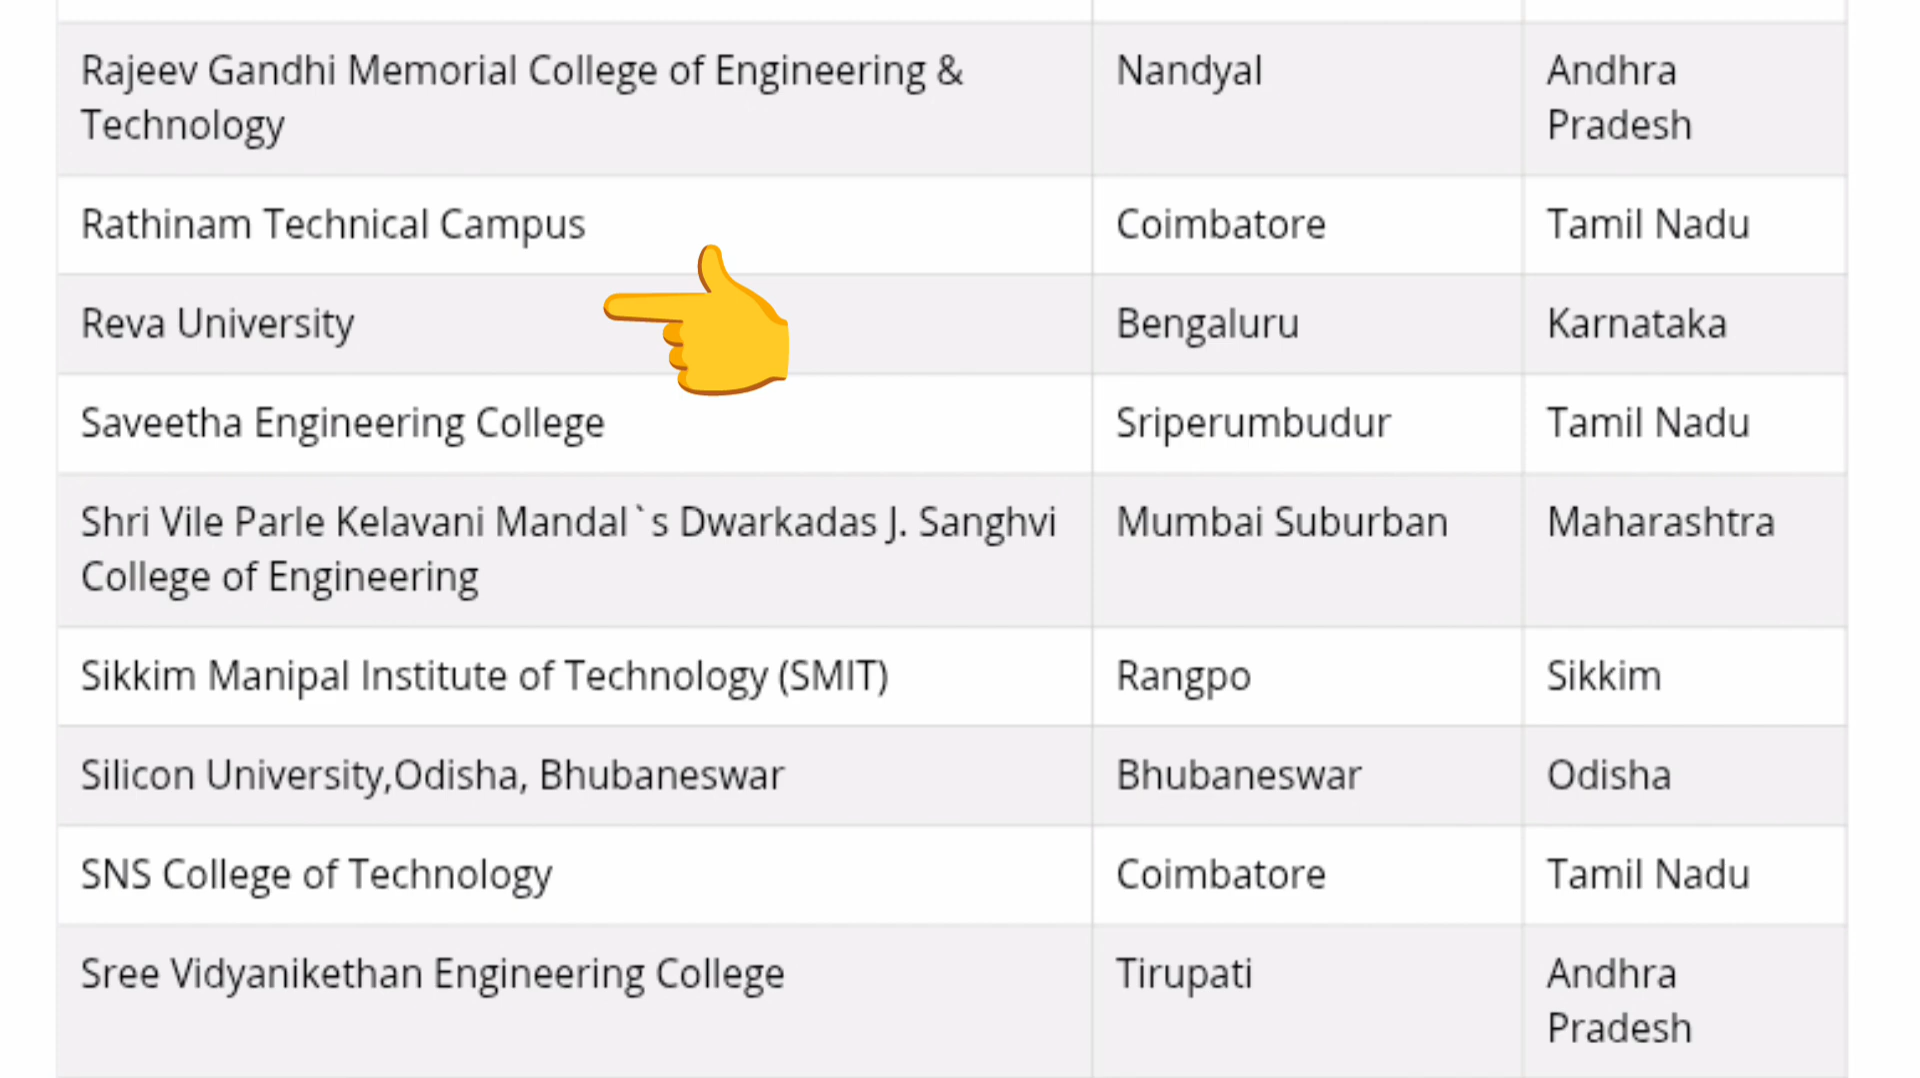 Rajeev Gandhi Memorial College of Engineering & Nandyal Andhra
Technology Pradesh
Rathinam Technical Campus Coimbatore Tamil Nadu
Reva University Bengaluru Karnataka
Saveetha Engineering College Sriperumbudur Tamil Nadu
Shri Vile Parle Kelavani Mandal`s Dwarkadas J. Sanghvi Mumbai Suburban Maharashtra
College of Engineering
Sikkim Manipal Institute of Technology (SMIT) Rangpo Sikkim
Silicon University,Odisha, Bhubaneswar Bhubaneswar Odisha
SNS College of Technology Coimbatore Tamil Nadu
Sree Vidyanikethan Engineering College Tirupati Andhra
Pradesh